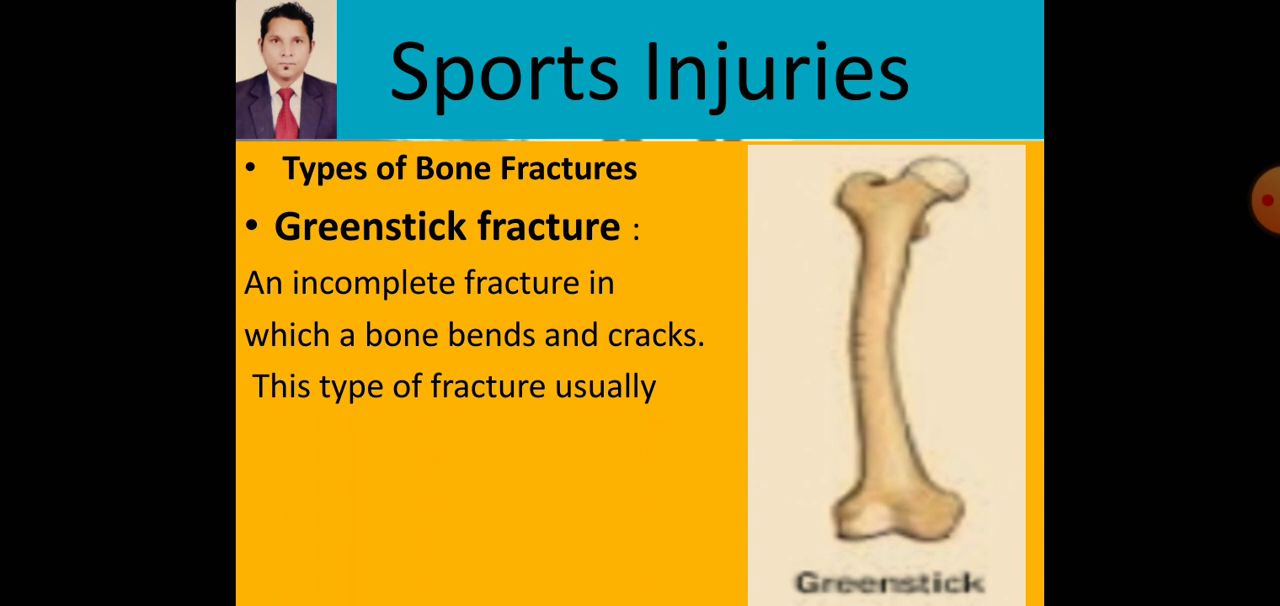 Sports Injuries
• Types of Bone Fractures
• Greenstick fracture :
An incomplete fracture in
which a bone bends and cracks.
This type of fracture usually
Greenstick